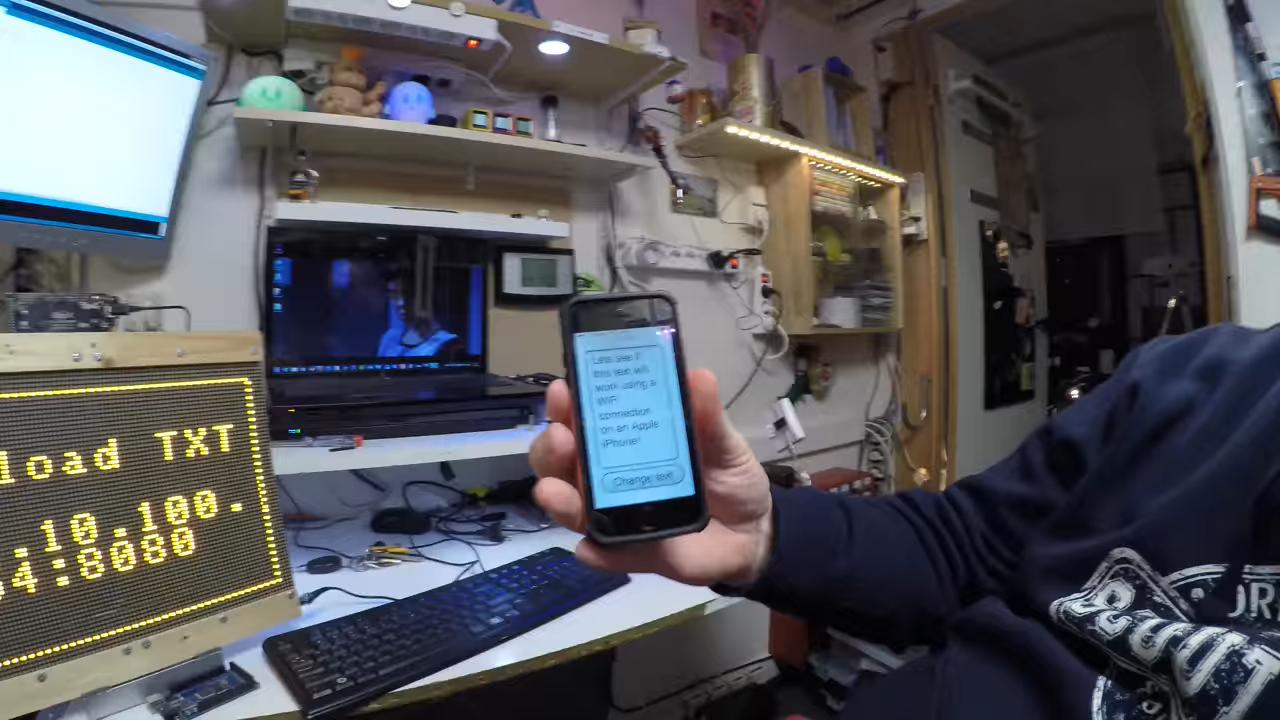 load TXT
.10.100.
4:8080
Lets see if
this text will
work using a
WiFi
connection
on an Apple
iPhone!
Change text